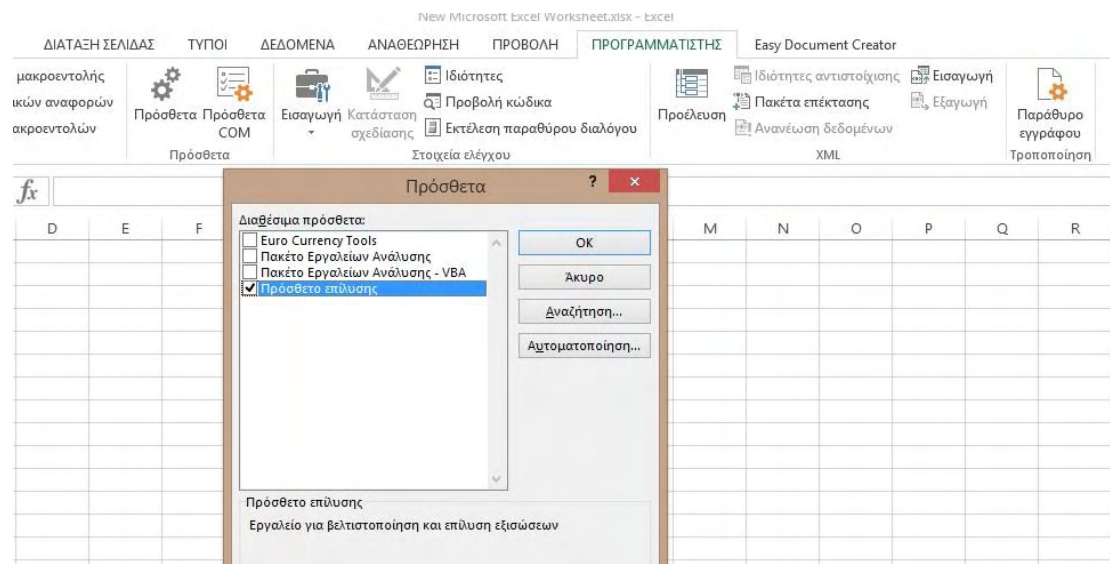 New Microsoft Excel Worksheet.xlsx - Excel
ΔΙΑΤΑΞΗ ΣΕΛΙΔΑΣ ΤΥΠΟΙ ΔΕΔΟΜΕΝΑ ΑΝΑΘΕΩΡΗΣΗ ΠΡΟΒΟΛΗ ΠΡΟΓΡΑΜΜΑΤΙΣΤΗΣ Easy Document Creator
μακροεντολής
ικών αναφορών
ακροεντολών
Πρόσθετα
Πρόσθετα
COM
Πρόσθετα
Εισαγωγή
Κατάσταση
σχεδίασης
Ιδιότητες
Προβολή κώδικα
Εκτέλεση παραθύρου διαλόγου
Στοιχεία ελέγχου
Προέλευση
Ιδιότητες αντιστοίχισης
Πακέτα επέκτασης
Ανανέωση δεδομένων
Εισαγωγή
Εξαγωγή
XML
Παράθυρο
εγγράφου
Τροποποίηση
fx
D E F M N O P Q R
Πρόσθετα ? ×
Διαθέσιμα πρόσθετα:
Euro Currency Tools
Πακέτο Εργαλείων Ανάλυσης
Πακέτο Εργαλείων Ανάλυσης - VBA
Πρόσθετο επίλυσης
OK
Άκυρο
Αναζήτηση...
Αυτοματοποίηση...
Πρόσθετο επίλυσης
Εργαλείο για βελτιστοποίηση και επίλυση εξισώσεων